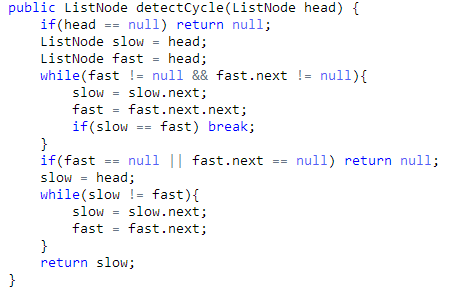 public ListNode detectCycle(ListNode head) {
    if(head == null) return null;
    ListNode slow = head;
    ListNode fast = head;
    while(fast != null && fast.next != null){
        slow = slow.next;
        fast = fast.next.next;
        if(slow == fast) break;
    }
    if(fast == null || fast.next == null) return null;
    slow = head;
    while(slow != fast){
        slow = slow.next;
        fast = fast.next;
    }
    return slow;
}